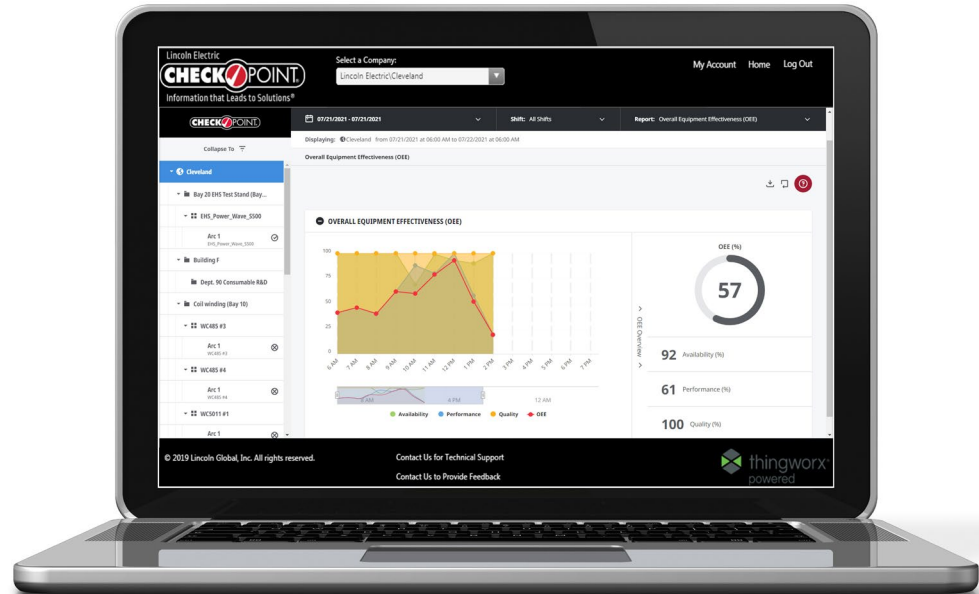 Lincoln Electric
CHECKPOINT.
Information that Leads to Solutions®
Select a Company:
Lincoln Electric\Cleveland
My Account Home Log Out
CHECKPOINT.
07/21/2021 - 07/21/2021
Shift: All Shifts
Report: Overall Equipment Effectiveness (OEE)
Collapse To
Displaying: Cleveland from 07/21/2021 at 06:00 AM to 07/22/2021 at 06:00 AM
Overall Equipment Effectiveness (OEE)
Cleveland
Bay 20 EHS Test Stand (Bay...
EHS_Power_Wave_S500
Arc 1
EHS_Power_Wave_S500
Building F
Dept. 90 Consumable R&D
Coil winding (Bay 10)
WC485 #3
Arc 1
WC485 #3
WC485 #4
Arc 1
WC485 #4
WC5011 #1
Arc 1
OVERALL EQUIPMENT EFFECTIVENESS (OEE)
100
75
50
25
0
6 AM 7 AM 8 AM 9 AM 10 AM 11 AM 12 PM 1 PM 2 PM 3 PM 4 PM 5 PM 6 PM 7 PM
8 AM 4 PM 12 AM
Availability Performance Quality OEE
OEE Overview
OEE (%)
57
92 Availability (%)
61 Performance (%)
100 Quality (%)
© 2019 Lincoln Global, Inc. All rights reserved.
Contact Us for Technical Support
Contact Us to Provide Feedback
thingworx
powered